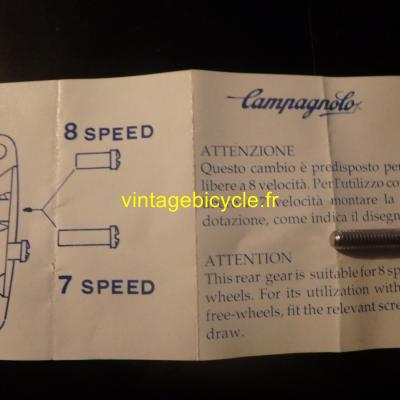 Campagnolo
8 SPEED
7 SPEED
ATTENZIONE
Questo cambio è predisposto per
libere a 8 velocità. Per l'utilizzo co
velocità montare la
dotazione, come indica il disegn
ATTENTION
This rear gear is suitable for 8 sp
wheels. For its utilization with
free-wheels, fit the relevant scre
draw.
vintagebicycle.fr